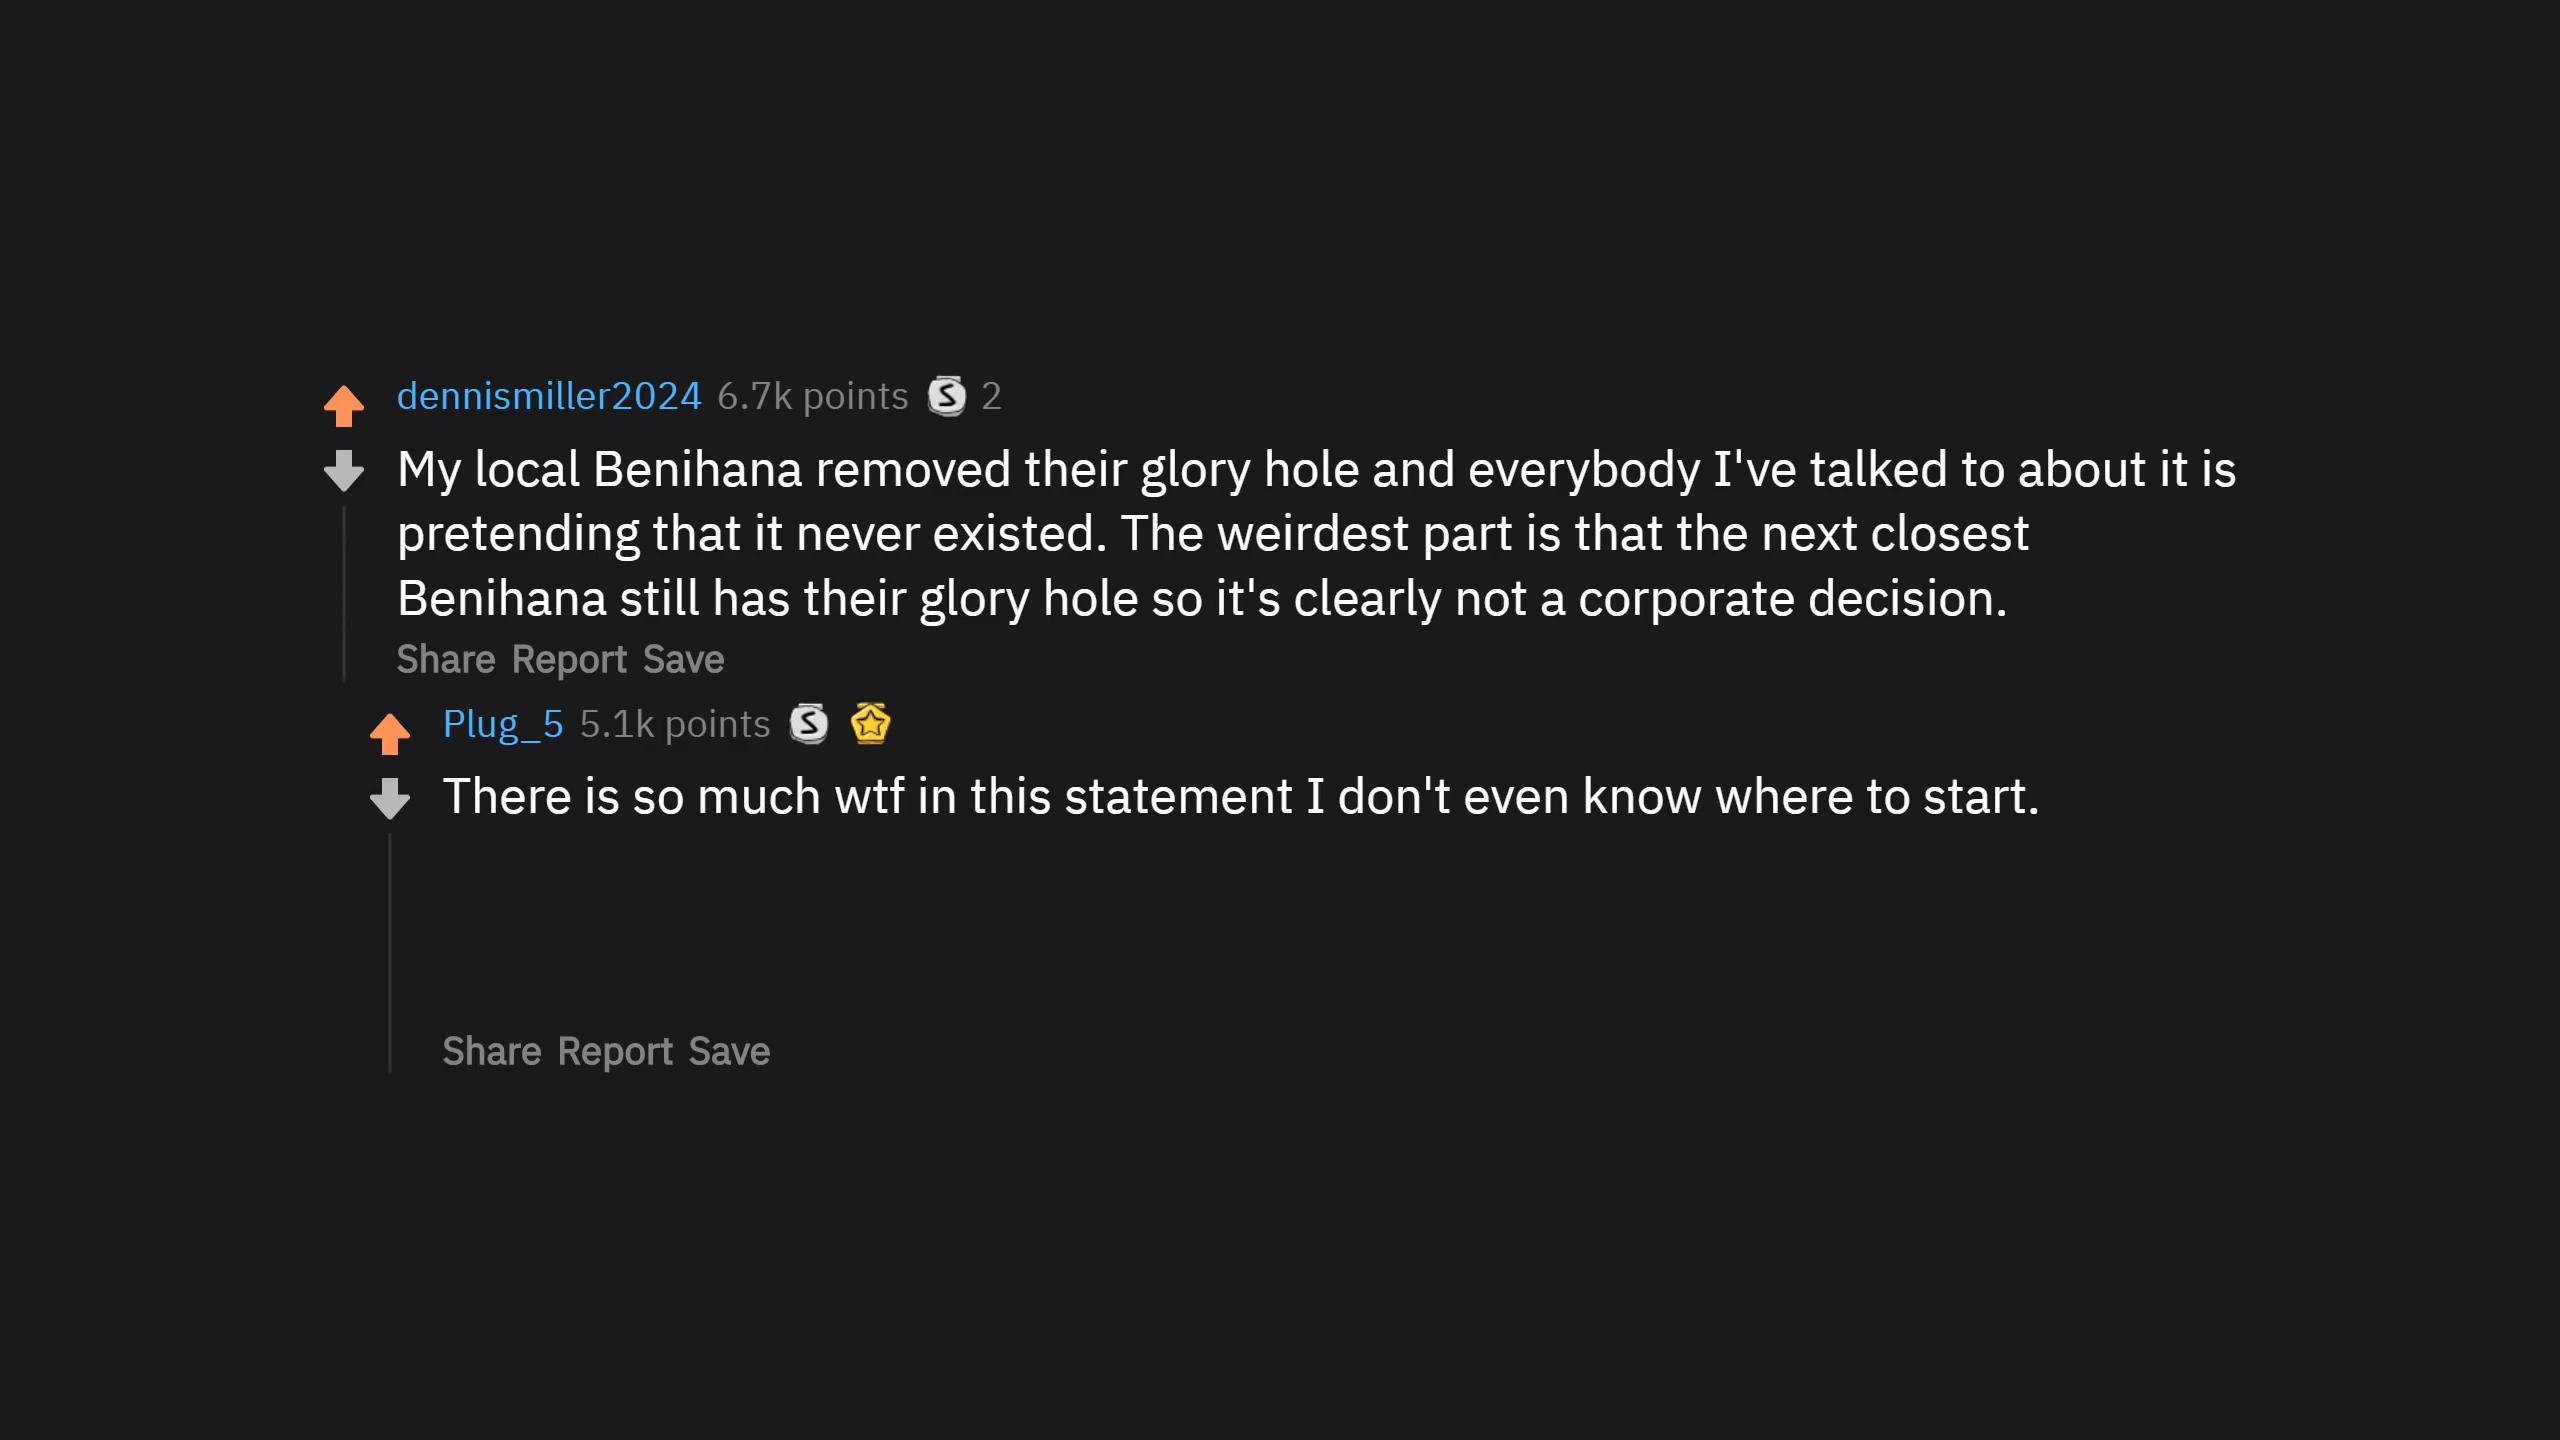 dennismiller2024 6.7k points S 2
My local Benihana removed their glory hole and everybody I've talked to about it is
pretending that it never existed. The weirdest part is that the next closest
Benihana still has their glory hole so it's clearly not a corporate decision.
Share Report Save
Plug_5 5.1k points S
There is so much wtf in this statement I don't even know where to start.
Share Report Save